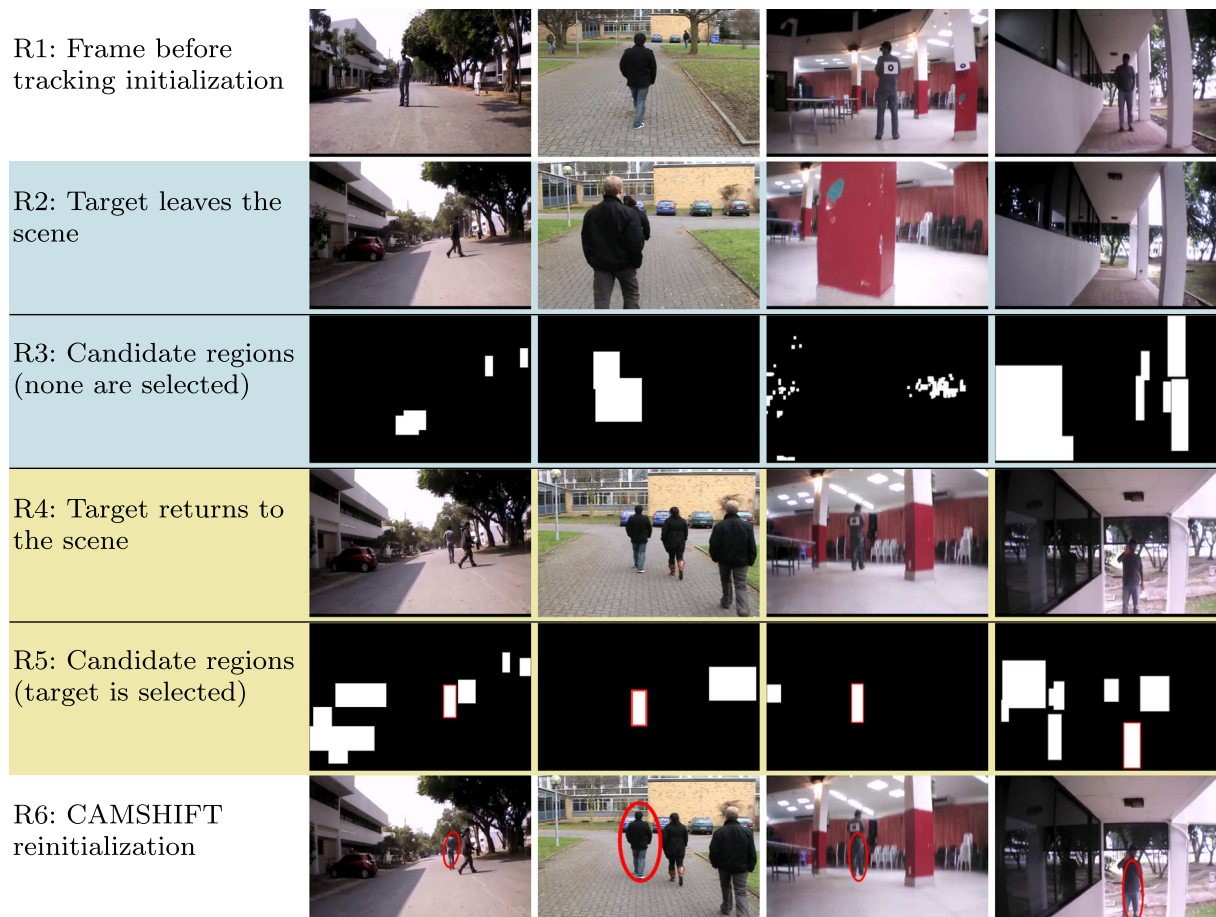 R1: Frame before
tracking initialization
R2: Target leaves the
scene
R3: Candidate regions
(none are selected)
R4: Target returns to
the scene
R5: Candidate regions
(target is selected)
R6: CAMSHIFT
reinitialization